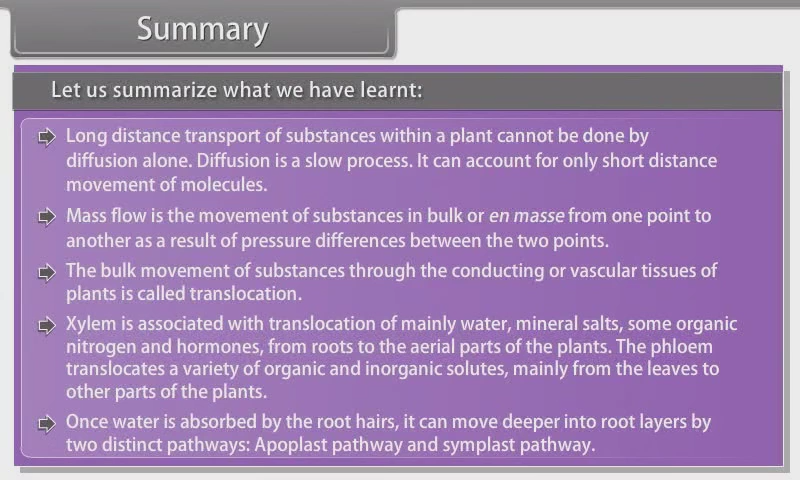 Summary
Let us summarize what we have learnt:
Long distance transport of substances within a plant cannot be done by
diffusion alone. Diffusion is a slow process. It can account for only short distance
movement of molecules.
Mass flow is the movement of substances in bulk or en masse from one point to
another as a result of pressure differences between the two points.
The bulk movement of substances through the conducting or vascular tissues of
plants is called translocation.
Xylem is associated with translocation of mainly water, mineral salts, some organic
nitrogen and hormones, from roots to the aerial parts of the plants. The phloem
translocates a variety of organic and inorganic solutes, mainly from the leaves to
other parts of the plants.
Once water is absorbed by the root hairs, it can move deeper into root layers by
two distinct pathways: Apoplast pathway and symplast pathway.